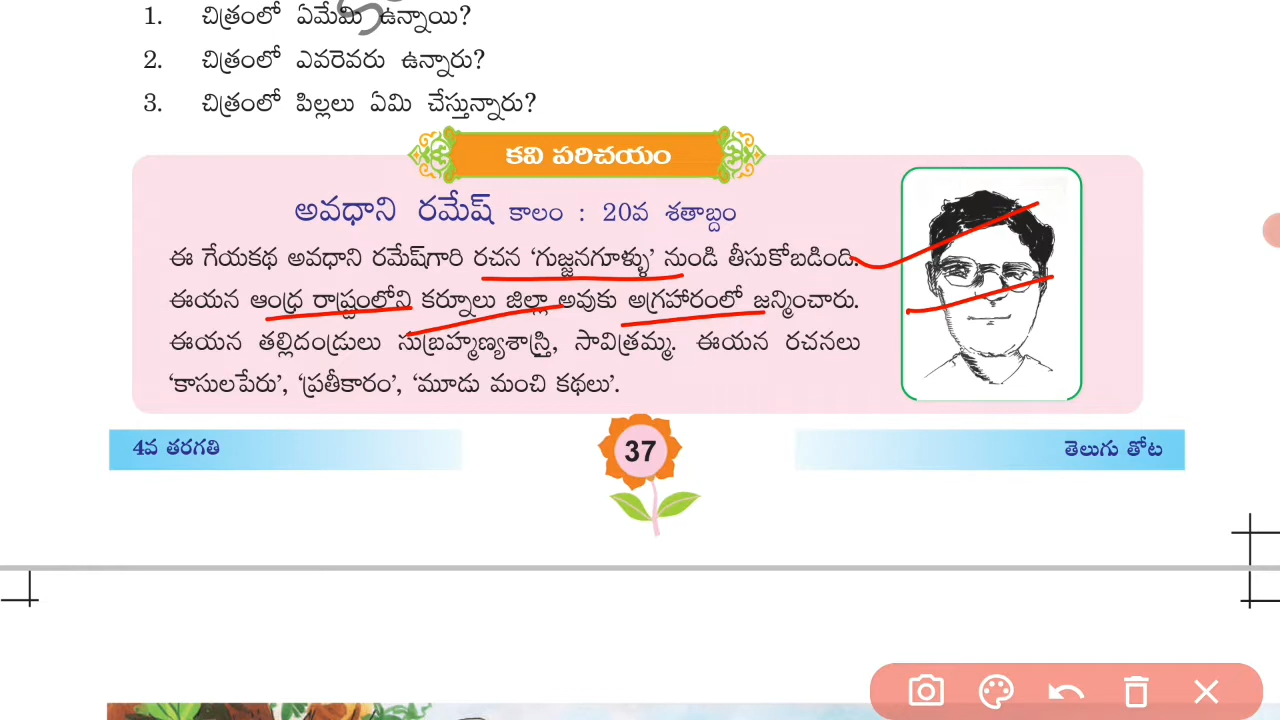 1. చిత్రంలో ఏమేమి ఉన్నాయి?
2. చిత్రంలో ఎవరెవరు ఉన్నారు?
3. చిత్రంలో పిల్లలు ఏమి చేస్తున్నారు?
కవి పరిచయం
అవధాని రమేష్ కాలం : 20వ శతాబ్దం
ఈ గేయకథ అవధాని రమేష్‌గారి రచన ‘గుజ్జనగూళ్ళు’ నుండి తీసుకోబడింది.
ఈయన ఆంధ్ర రాష్ట్రంలోని కర్నూలు జిల్లా అవుకు అగ్రహారంలో జన్మించారు.
ఈయన తల్లిదండ్రులు సుబ్రహ్మణ్యశాస్త్రి, సావిత్రమ్మ. ఈయన రచనలు
‘కాసులపేరు’, ‘ప్రతీకారం’, ‘మూడు మంచి కథలు’.
4వ తరగతి
37
తెలుగు తోట